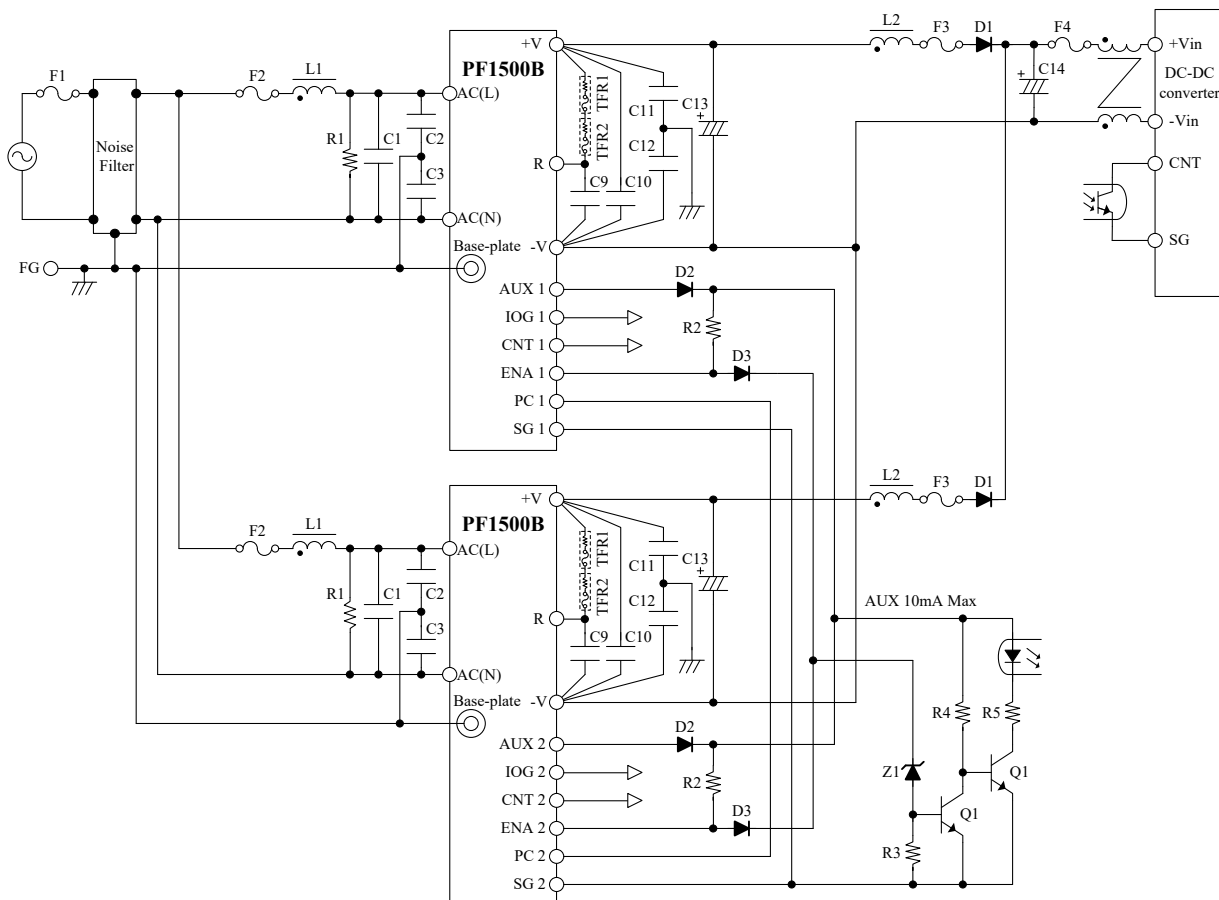 F1
Noise
Filter
FG
F2
L1
R1
C1
C2
C3
PF1500B
+V
AC(L)
R
AC(N)
Base-plate
-V
AUX 1
IOG 1
CNT 1
ENA 1
PC 1
SG 1
TFR1
TFR2
C9
C10
C11
C12
C13
+
L2
F3
D1
F4
+
C14
+Vin
DC-DC
converter
-Vin
CNT
SG
D2
R2
D3
F2
L1
R1
C1
C2
C3
PF1500B
+V
AC(L)
R
AC(N)
Base-plate
-V
AUX 2
IOG 2
CNT 2
ENA 2
PC 2
SG 2
TFR1
TFR2
C9
C10
C11
C12
C13
+
L2
F3
D1
D2
R2
D3
AUX 10mA Max
R4
R5
Z1
Q1
Q1
R3